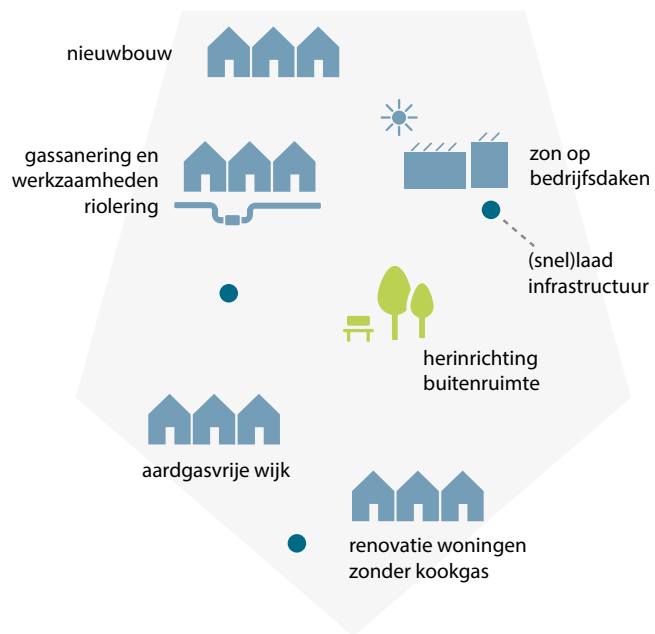 nieuwbouw
gassanering en
werkzaamheden
riolering
zon op
bedrijfsdaken
(snel)laad
infrastructuur
herinrichting
buitenruimte
aardgasvrije wijk
renovatie woningen
zonder kookgas